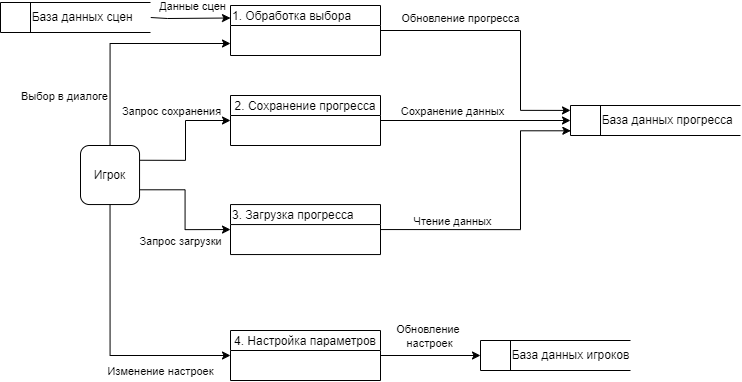 База данных сцен
Данные сцен
1. Обработка выбора
Обновление прогресса
Выбор в диалоге
Запрос сохранения
2. Сохранение прогресса
Сохранение данных
База данных прогресса
Игрок
3. Загрузка прогресса
Чтение данных
Запрос загрузки
4. Настройка параметров
Обновление
настроек
База данных игроков
Изменение настроек